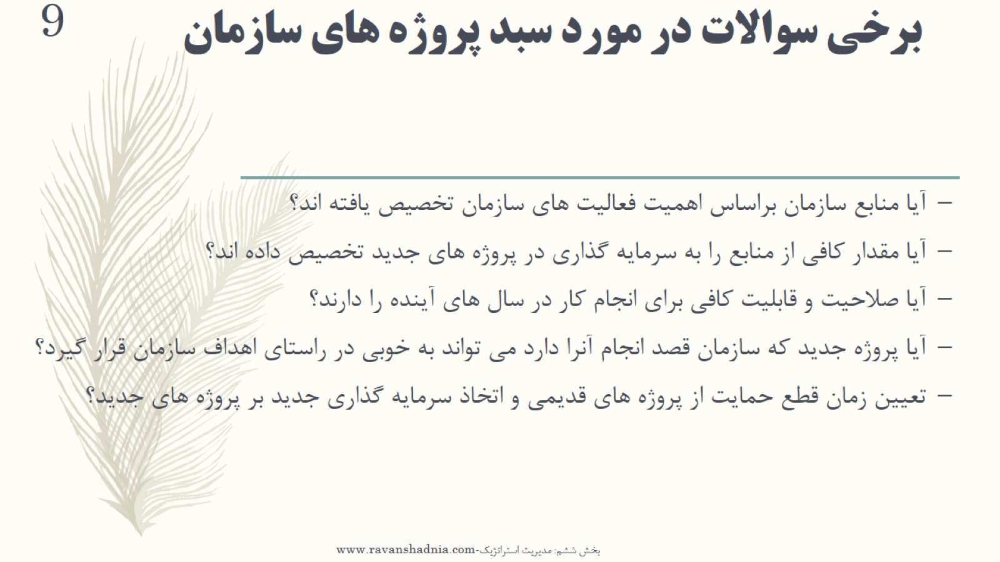 9
برخی سوالات در مورد سبد پروژه های سازمان
– آیا منابع سازمان براساس اهمیت فعالیت های سازمان تخصیص یافته اند؟
– آیا مقدار کافی از منابع را به سرمایه گذاری در پروژه های جدید تخصیص داده اند؟
– آیا صلاحیت و قابلیت کافی برای انجام کار در سال های آینده را دارند؟
– آیا پروژه جدید که سازمان قصد انجام آنرا دارد می تواند به خوبی در راستای اهداف سازمان قرار گیرد؟
– تعیین زمان قطع حمایت از پروژه های قدیمی و اتخاذ سرمایه گذاری جدید بر پروژه های جدید؟
بخش ششم: مدیریت استراتژیک-www.ravanshadnia.com